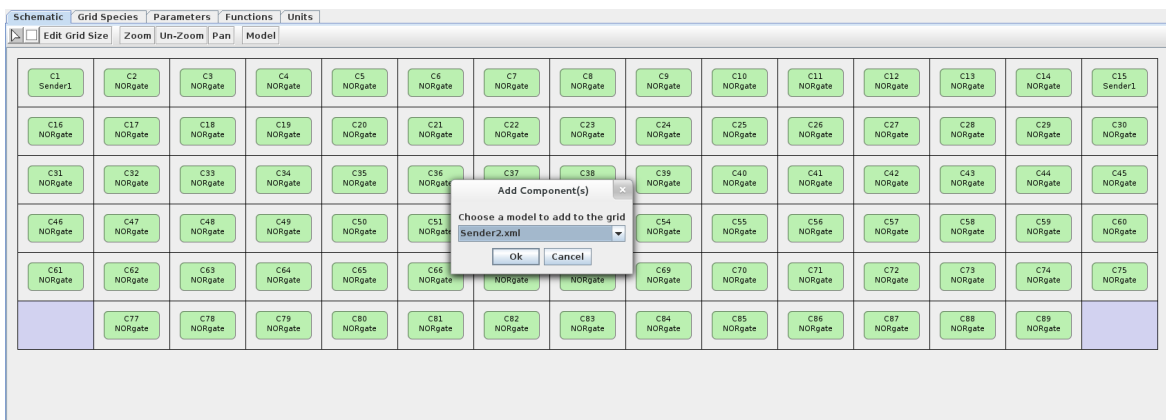 Schematic Grid Species Parameters Functions Units
Edit Grid Size Zoom Un-Zoom Pan Model
C1 C2 C3 C4 C5 C6 C7 C8 C9 C10 C11 C12 C13 C14 C15
Sender1 NORgate NORgate NORgate NORgate NORgate NORgate NORgate NORgate NORgate NORgate NORgate NORgate NORgate Sender1
C16 C17 C18 C19 C20 C21 C22 C23 C24 C25 C26 C27 C28 C29 C30
NORgate NORgate NORgate NORgate NORgate NORgate NORgate NORgate NORgate NORgate NORgate NORgate NORgate NORgate NORgate
C31 C32 C33 C34 C35 C36 C37 C38 C39 C40 C41 C42 C43 C44 C45
NORgate NORgate NORgate NORgate NORgate NORgate NORgate NORgate NORgate NORgate NORgate NORgate NORgate
Add Component(s)
Choose a model to add to the grid
Sender2.xml
Ok Cancel
C46 C47 C48 C49 C50 C51 C54 C55 C56 C57 C58 C59 C60
NORgate NORgate NORgate NORgate NORgate NORgate NORgate NORgate NORgate NORgate NORgate NORgate NORgate
C61 C62 C63 C64 C65 C66 C69 C70 C71 C72 C73 C74 C75
NORgate NORgate NORgate NORgate NORgate NORgate NORgate NORgate NORgate NORgate NORgate NORgate NORgate NORgate NORgate
C77 C78 C79 C80 C81 C82 C83 C84 C85 C86 C87 C88 C89
NORgate NORgate NORgate NORgate NORgate NORgate NORgate NORgate NORgate NORgate NORgate NORgate NORgate